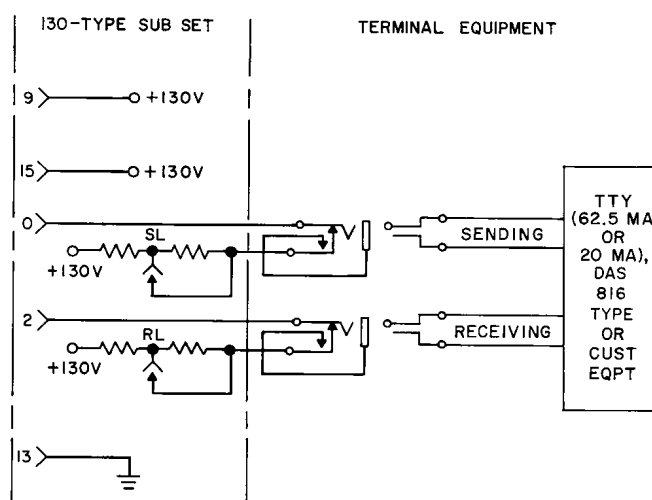 130-TYPE SUB SET
TERMINAL EQUIPMENT
9
+130V
15
+130V
0
SL
+130V
SENDING
2
RL
+130V
RECEIVING
13
TTY
(62.5 MA
OR
20 MA),
DAS
816
TYPE
OR
CUST
EQPT